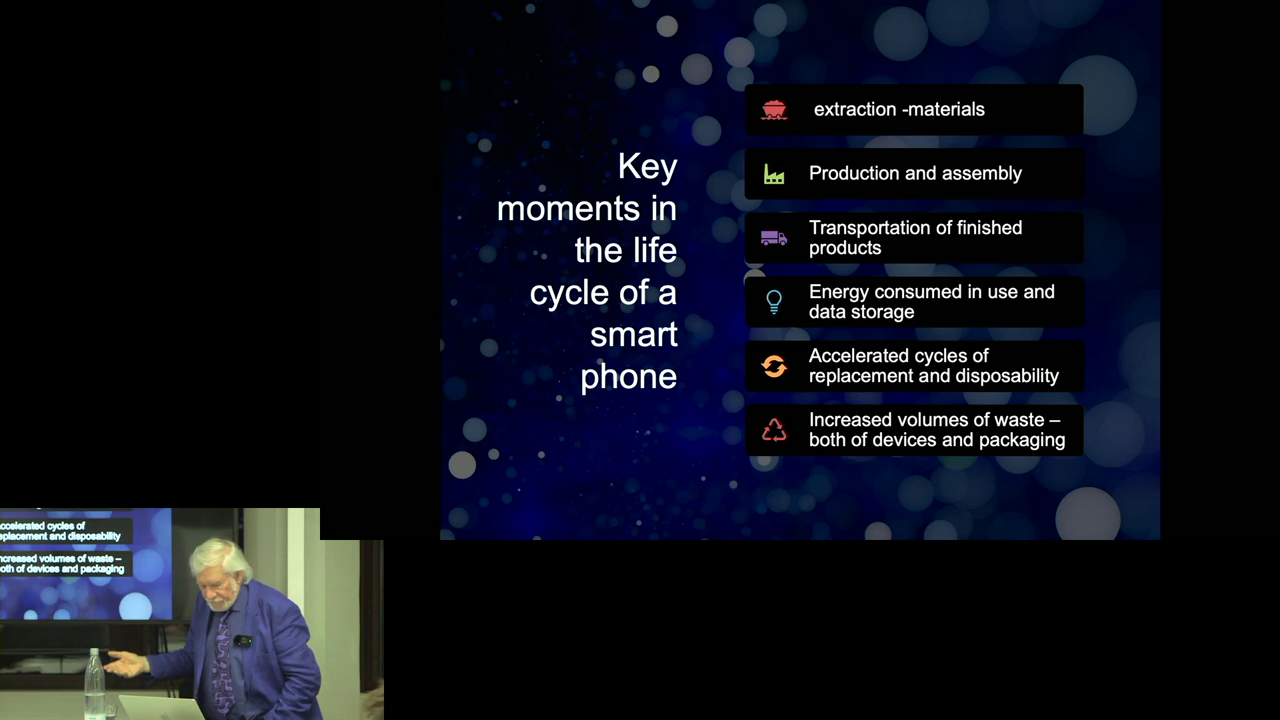 Key
moments in
the life
cycle of a
smart
phone
extraction -materials
Production and assembly
Transportation of finished
products
Energy consumed in use and
data storage
Accelerated cycles of
replacement and disposability
Increased volumes of waste –
both of devices and packaging
accelerated cycles of
replacement and disposability
ncreased volumes of waste –
oth of devices and packaging